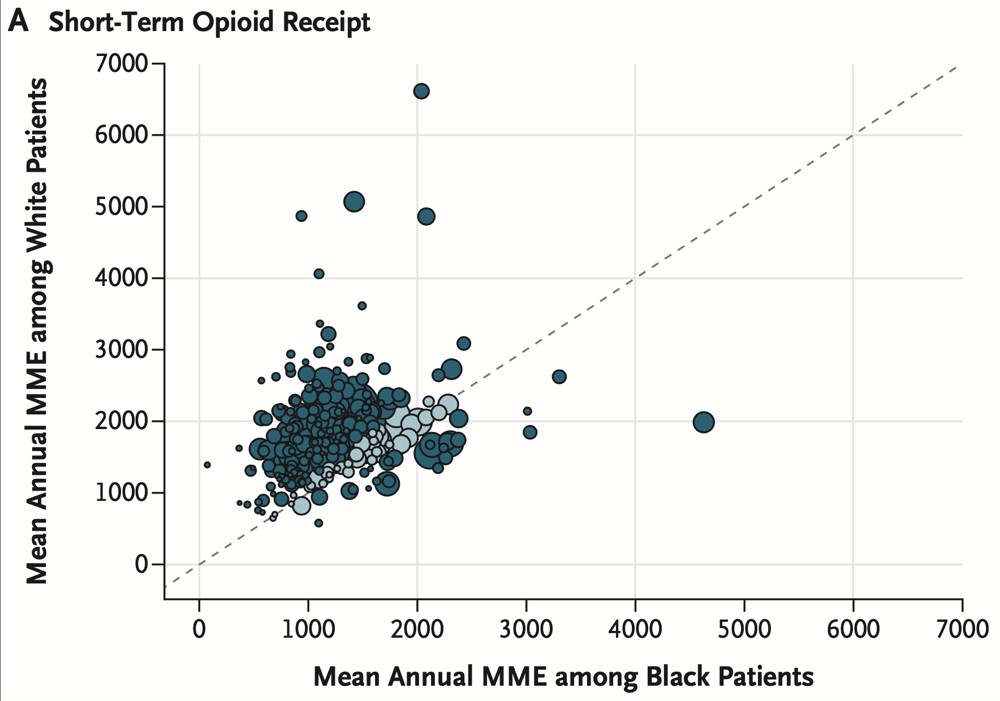 A Short-Term Opioid Receipt
Mean Annual MME among White Patients
7000
6000
5000
4000
3000
2000
1000
0
0 1000 2000 3000 4000 5000 6000 7000
Mean Annual MME among Black Patients